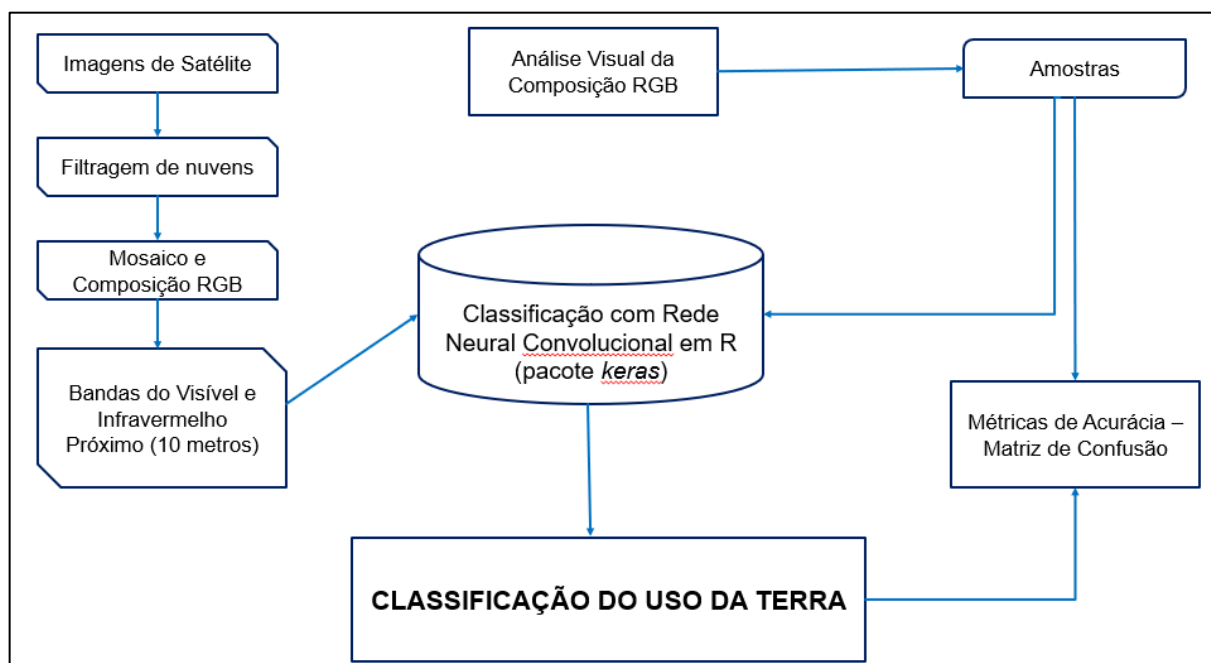 Imagens de Satélite
Filtragem de nuvens
Mosaico e
Composição RGB
Bandas do Visível e
Infravermelho
Próximo (10 metros)
Análise Visual da
Composição RGB
Amostras
Classificação com Rede
Neural Convolucional em R
(pacote keras)
Métricas de Acurácia –
Matriz de Confusão
CLASSIFICAÇÃO DO USO DA TERRA